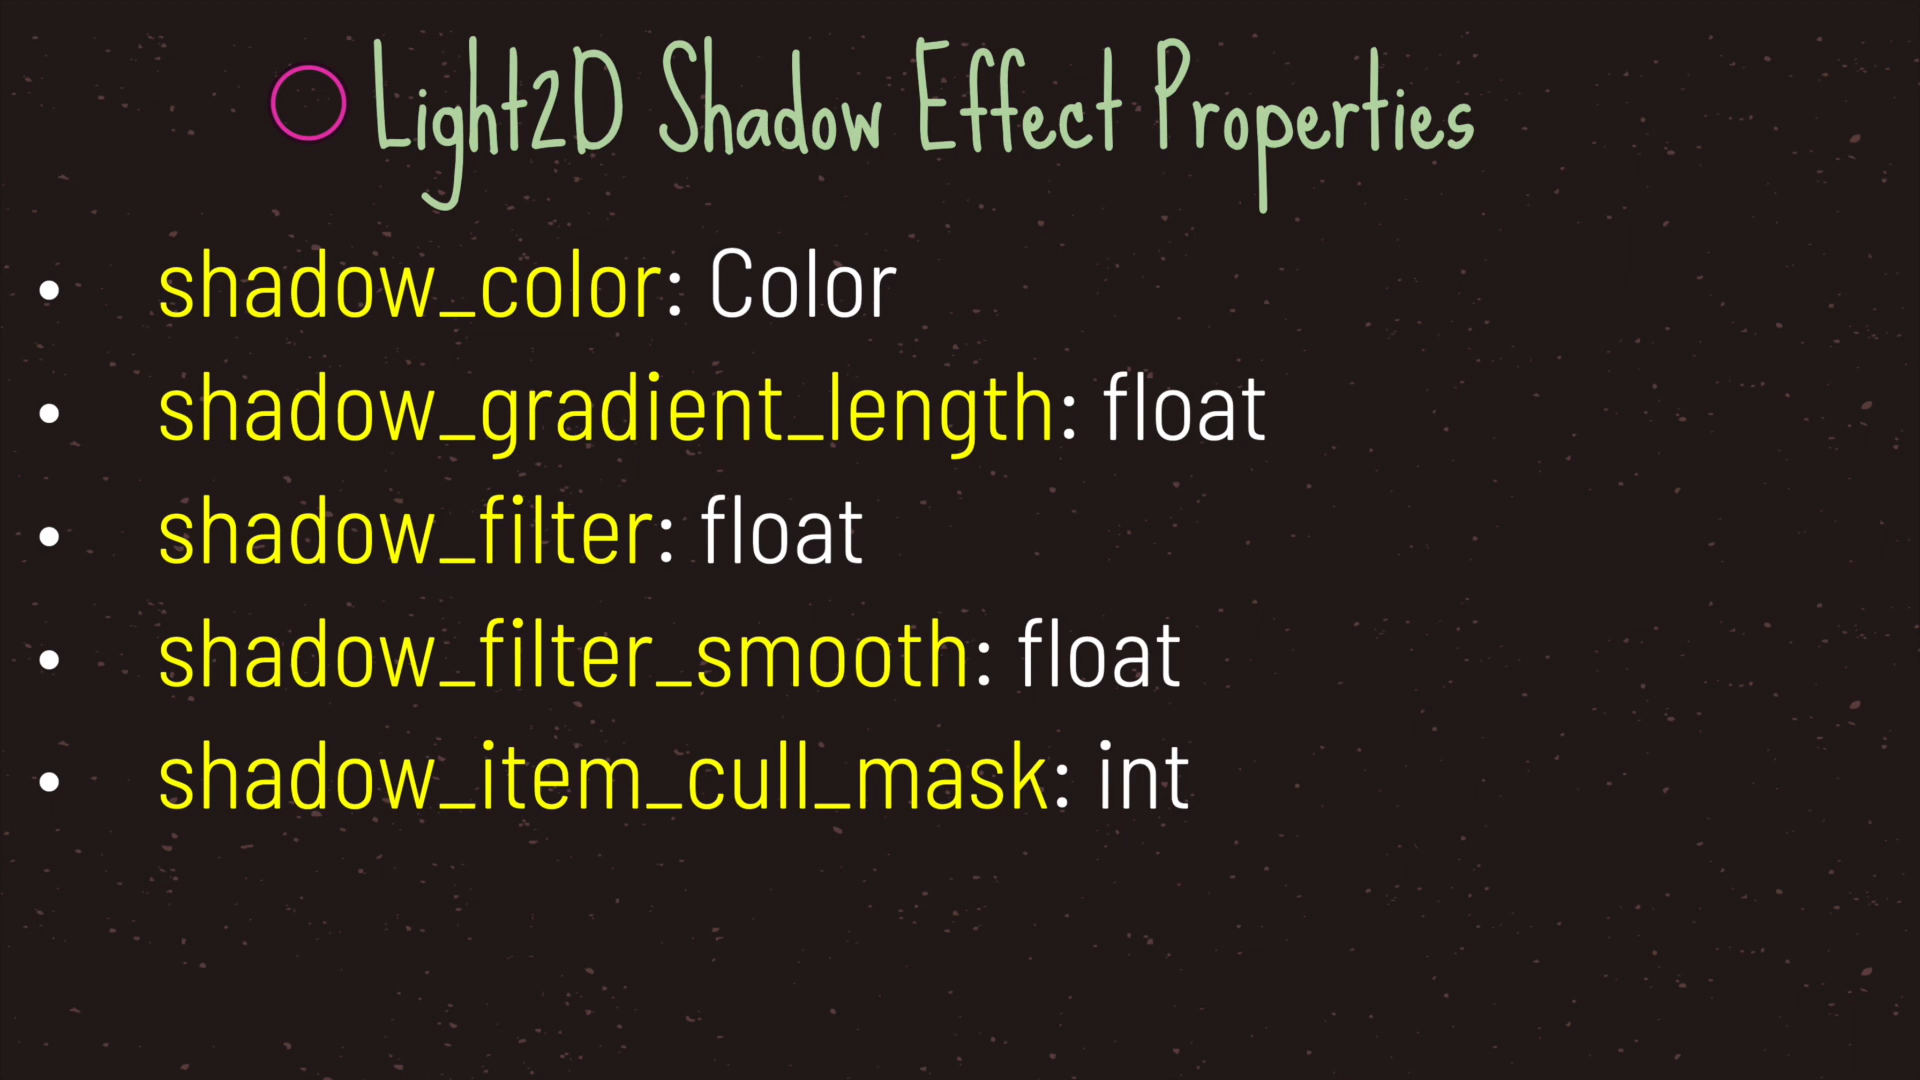 Light2D Shadow Effect Properties
• shadow_color: Color
• shadow_gradient_length: float
• shadow_filter: float
• shadow_filter_smooth: float
• shadow_item_cull_mask: int